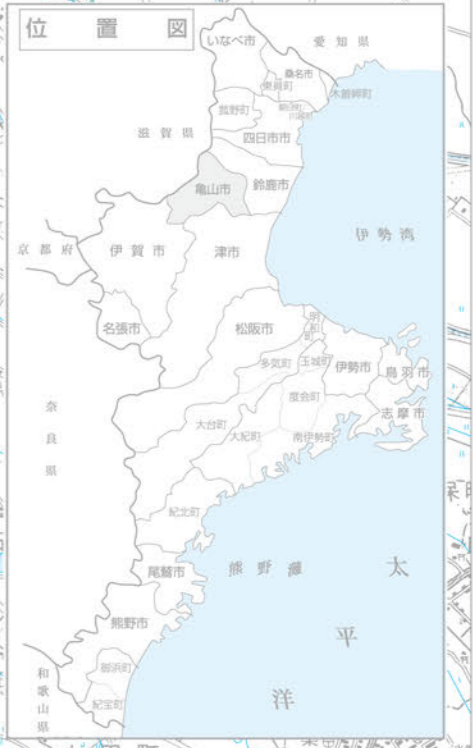 位置図
いなべ市
愛知県
桑名市
東員町
木曽岬町
朝日町
川越町
菰野町
滋賀県
四日市市
亀山市
鈴鹿市
伊勢湾
京都府
伊賀市
津市
名張市
松阪市
明和町
多気町
玉城町
伊勢市
鳥羽市
度会町
志摩市
奈良県
大台町
大紀町
南伊勢町
紀北町
尾鷲市
熊野灘
太平洋
熊野市
御浜町
和歌山県
紀宝町